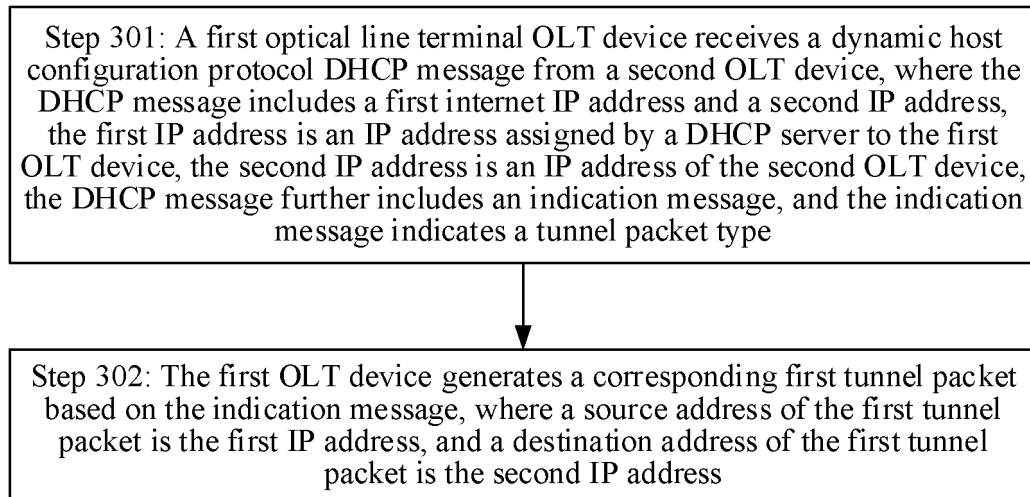 Step 301: A first optical line terminal OLT device receives a dynamic host
configuration protocol DHCP message from a second OLT device, where the
DHCP message includes a first internet IP address and a second IP address,
the first IP address is an IP address assigned by a DHCP server to the first
OLT device, the second IP address is an IP address of the second OLT device,
the DHCP message further includes an indication message, and the indication
message indicates a tunnel packet type
Step 302: The first OLT device generates a corresponding first tunnel packet
based on the indication message, where a source address of the first tunnel
packet is the first IP address, and a destination address of the first tunnel
packet is the second IP address